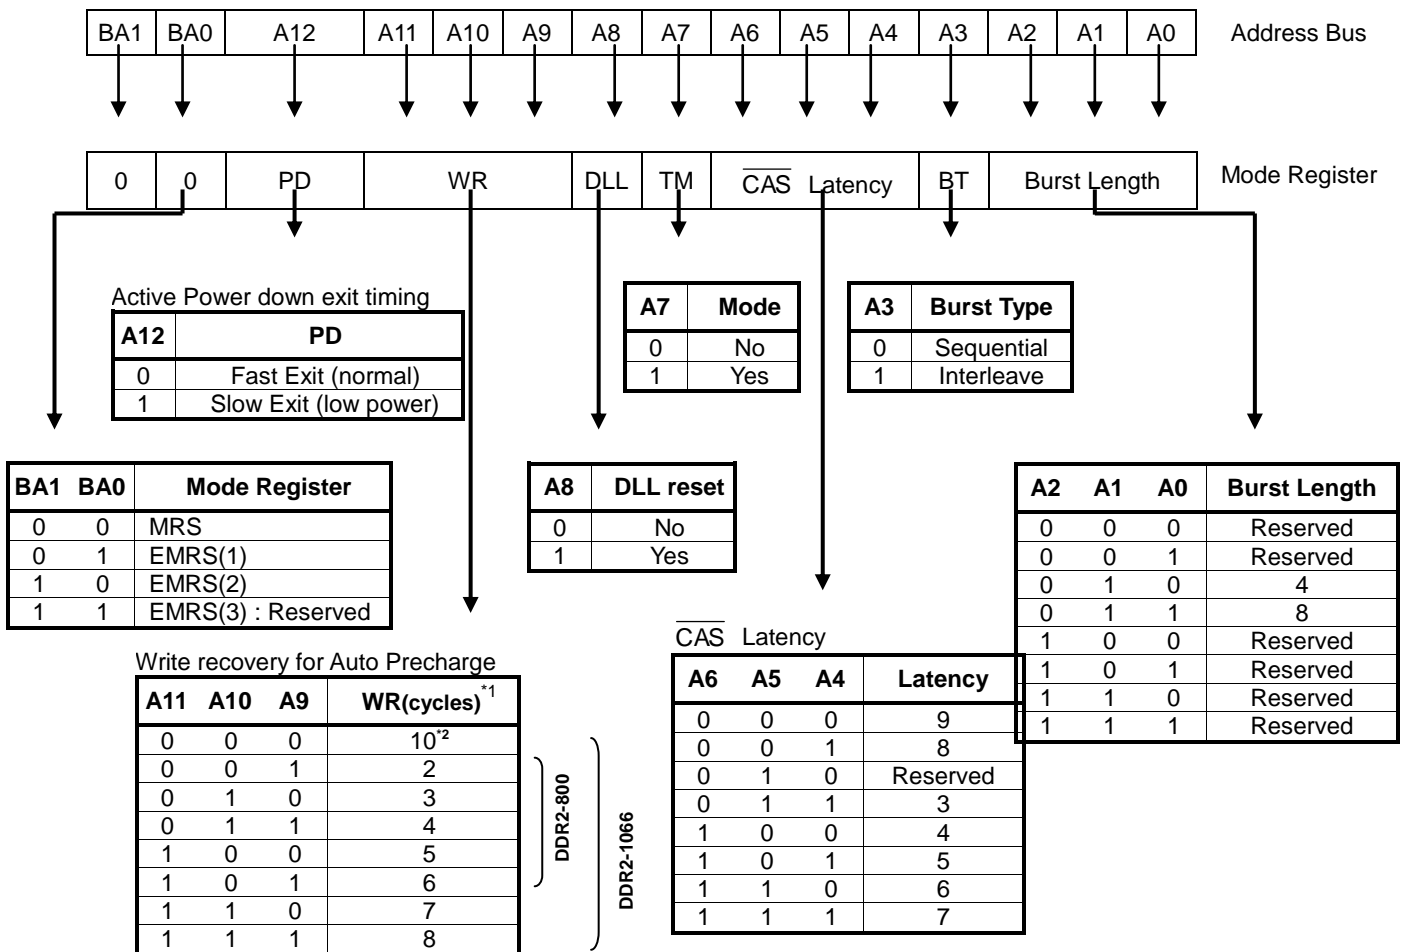 BA1 BA0 A12 A11 A10 A9 A8 A7 A6 A5 A4 A3 A2 A1 A0 Address Bus
0 0 PD WR DLL TM CAS Latency BT Burst Length Mode Register
Active Power down exit timing
A12 PD
0 Fast Exit (normal)
1 Slow Exit (low power)
A7 Mode
0 No
1 Yes
A3 Burst Type
0 Sequential
1 Interleave
BA1 BA0 Mode Register
0 0 MRS
0 1 EMRS(1)
1 0 EMRS(2)
1 1 EMRS(3) : Reserved
A8 DLL reset
0 No
1 Yes
A2 A1 A0 Burst Length
0 0 0 Reserved
0 0 1 Reserved
0 1 0 4
0 1 1 8
1 0 0 Reserved
1 0 1 Reserved
1 1 0 Reserved
1 1 1 Reserved
Write recovery for Auto Precharge
A11 A10 A9 WR(cycles)*1
0 0 0 10*2
0 0 1 2
0 1 0 3
0 1 1 4
1 0 0 5
1 0 1 6
1 1 0 7
1 1 1 8
DDR2-800
DDR2-1066
CAS Latency
A6 A5 A4 Latency
0 0 0 9
0 0 1 8
0 1 0 Reserved
0 1 1 3
1 0 0 4
1 0 1 5
1 1 0 6
1 1 1 7